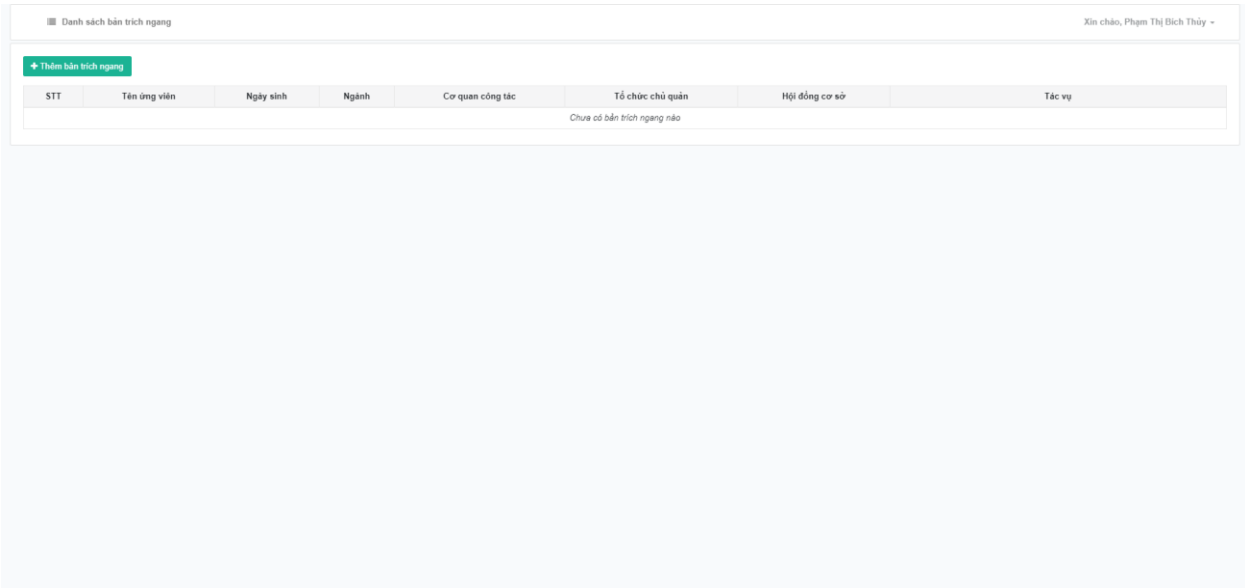 Danh sách bản trích ngang
Xin chào, Phạm Thị Bích Thủy
Thêm bản trích ngang
STT Tên ứng viên Ngày sinh Ngành Cơ quan công tác Tổ chức chủ quản Hội đồng cơ sở Tác vụ
Chưa có bản trích ngang nào